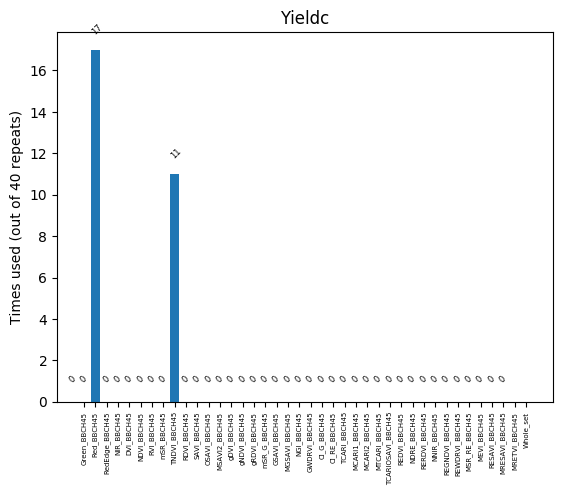 Yieldc
Times used (out of 40 repeats)
16
14
12
10
8
6
4
2
0
0 0 17 0 0 0 0 0 0 11 0 0 0 0 0 0 0 0 0 0 0 0 0 0 0 0 0 0 0 0 0 0 0 0 0 0 0 0 0
Green_BBCH45
Red_BBCH45
RedEdge_BBCH45
NIR_BBCH45
DVI_BBCH45
NDVI_BBCH45
RVI_BBCH45
mSR_BBCH45
TNDVI_BBCH45
RDVI_BBCH45
SAVI_BBCH45
OSAVI_BBCH45
MSAVI2_BBCH45
gDVI_BBCH45
gNDVI_BBCH45
gRDVI_BBCH45
mSR_G_BBCH45
GSAVI_BBCH45
MGSAVI_BBCH45
NGI_BBCH45
GWDRVI_BBCH45
CI_G_BBCH45
CI_RE_BBCH45
TCARI_BBCH45
MCARI1_BBCH45
MCARI2_BBCH45
MTCARI_BBCH45
TCARIOSAVI_BBCH45
REDVI_BBCH45
NDRE_BBCH45
RERDVI_BBCH45
NNIR_BBCH45
REGNDVI_BBCH45
REWDRVI_BBCH45
MSR_RE_BBCH45
MEVI_BBCH45
RESAVI_BBCH45
MRESAVI_BBCH45
MRETVI_BBCH45
Whole_set